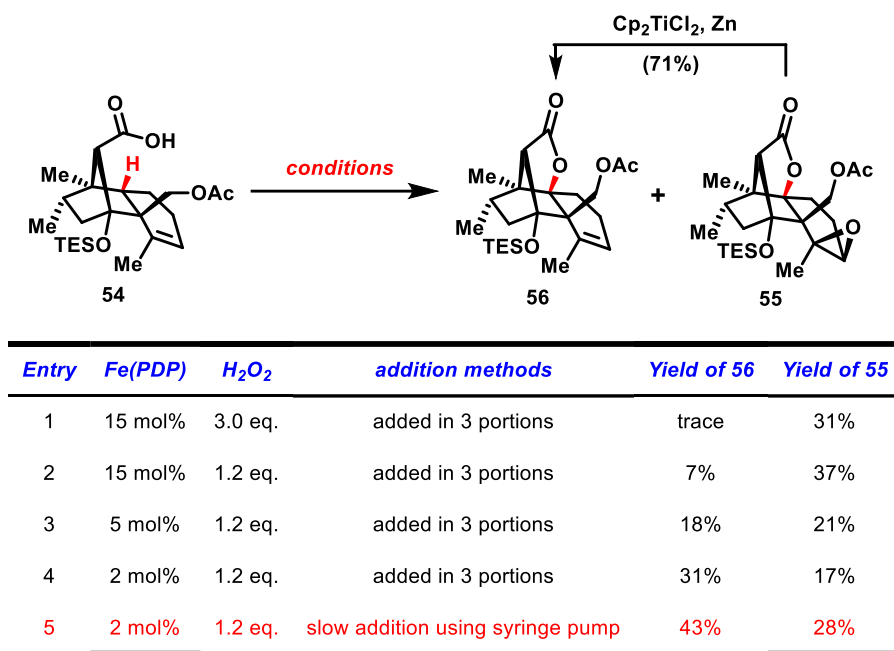 Cp2TiCl2, Zn
(71%)
O
OH
H
Me
OAc
Me
TESO
Me
54
conditions
O
O
OAc
Me
Me
TESO
Me
56
+
O
O
OAc
Me
Me
O
TESO
Me
55
Entry Fe(PDP) H2O2 addition methods Yield of 56 Yield of 55
1 15 mol% 3.0 eq. added in 3 portions trace 31%
2 15 mol% 1.2 eq. added in 3 portions 7% 37%
3 5 mol% 1.2 eq. added in 3 portions 18% 21%
4 2 mol% 1.2 eq. added in 3 portions 31% 17%
5 2 mol% 1.2 eq. slow addition using syringe pump 43% 28%